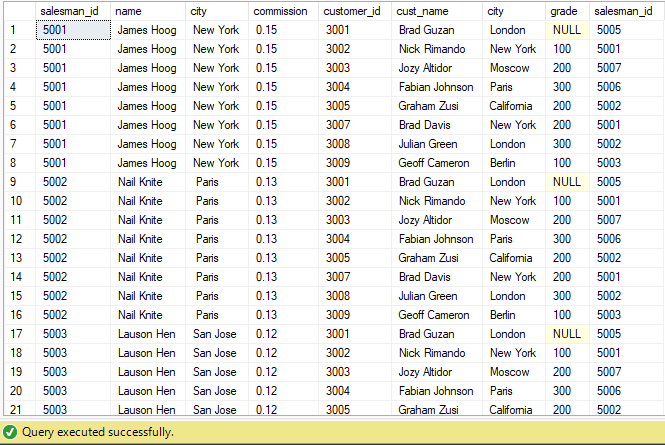 salesman_id name city commission customer_id cust_name city grade salesman_id
1 5001 James Hoog New York 0.15 3001 Brad Guzan London NULL 5005
2 5001 James Hoog New York 0.15 3002 Nick Rimando New York 100 5001
3 5001 James Hoog New York 0.15 3003 Jozy Altidor Moscow 200 5007
4 5001 James Hoog New York 0.15 3004 Fabian Johnson Paris 300 5006
5 5001 James Hoog New York 0.15 3005 Graham Zusi California 200 5002
6 5001 James Hoog New York 0.15 3007 Brad Davis New York 200 5001
7 5001 James Hoog New York 0.15 3008 Julian Green London 300 5002
8 5001 James Hoog New York 0.15 3009 Geoff Cameron Berlin 100 5003
9 5002 Nail Knite Paris 0.13 3001 Brad Guzan London NULL 5005
10 5002 Nail Knite Paris 0.13 3002 Nick Rimando New York 100 5001
11 5002 Nail Knite Paris 0.13 3003 Jozy Altidor Moscow 200 5007
12 5002 Nail Knite Paris 0.13 3004 Fabian Johnson Paris 300 5006
13 5002 Nail Knite Paris 0.13 3005 Graham Zusi California 200 5002
14 5002 Nail Knite Paris 0.13 3007 Brad Davis New York 200 5001
15 5002 Nail Knite Paris 0.13 3008 Julian Green London 300 5002
16 5002 Nail Knite Paris 0.13 3009 Geoff Cameron Berlin 100 5003
17 5003 Lauson Hen San Jose 0.12 3001 Brad Guzan London NULL 5005
18 5003 Lauson Hen San Jose 0.12 3002 Nick Rimando New York 100 5001
19 5003 Lauson Hen San Jose 0.12 3003 Jozy Altidor Moscow 200 5007
20 5003 Lauson Hen San Jose 0.12 3004 Fabian Johnson Paris 300 5006
21 5003 Lauson Hen San Jose 0.12 3005 Graham Zusi California 200 5002
Query executed successfully.